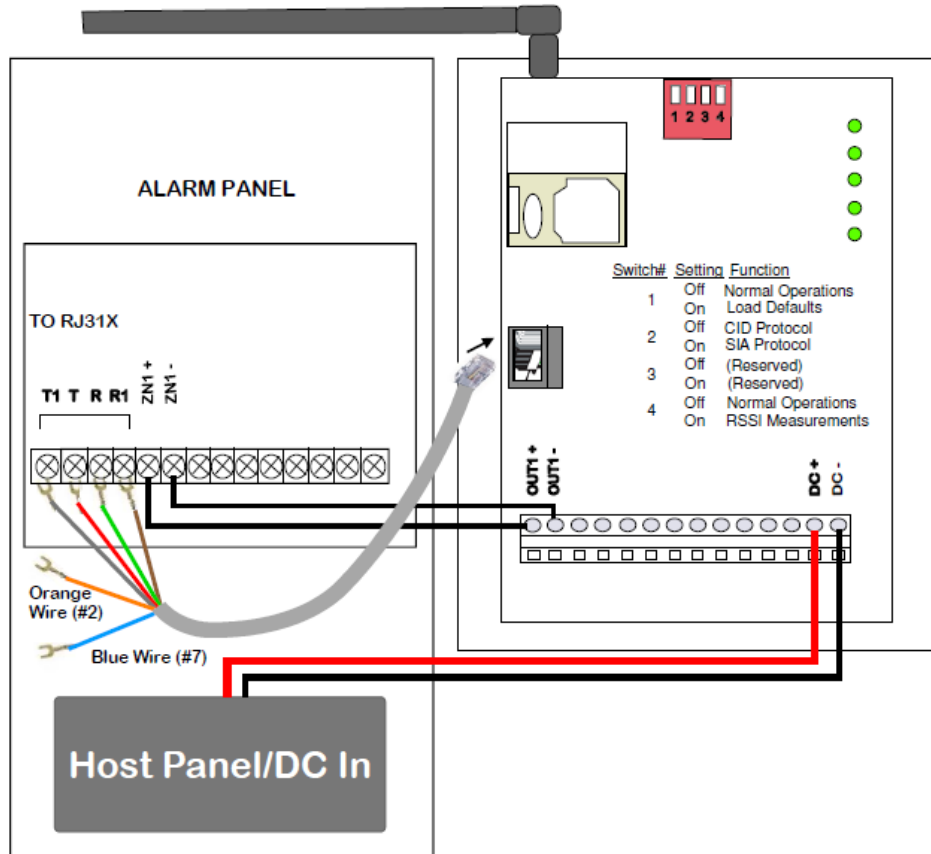 1 2 3 4
ALARM PANEL
Switch# Setting Function
1 Off Normal Operations
On Load Defaults
2 Off CID Protocol
On SIA Protocol
3 Off (Reserved)
On (Reserved)
4 Off Normal Operations
On RSSI Measurements
TO RJ31X
T1 T R R1 ZN1 + ZN1 -
OUT1 + OUT1 - DC + DC -
Orange
Wire (#2)
Blue Wire (#7)
Host Panel/DC In